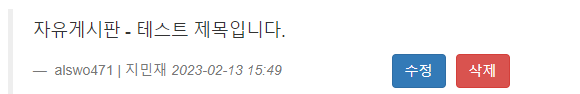 자유게시판 - 테스트 제목입니다.
— alswo471 | 지민재 2023-02-13 15:49 수정 삭제